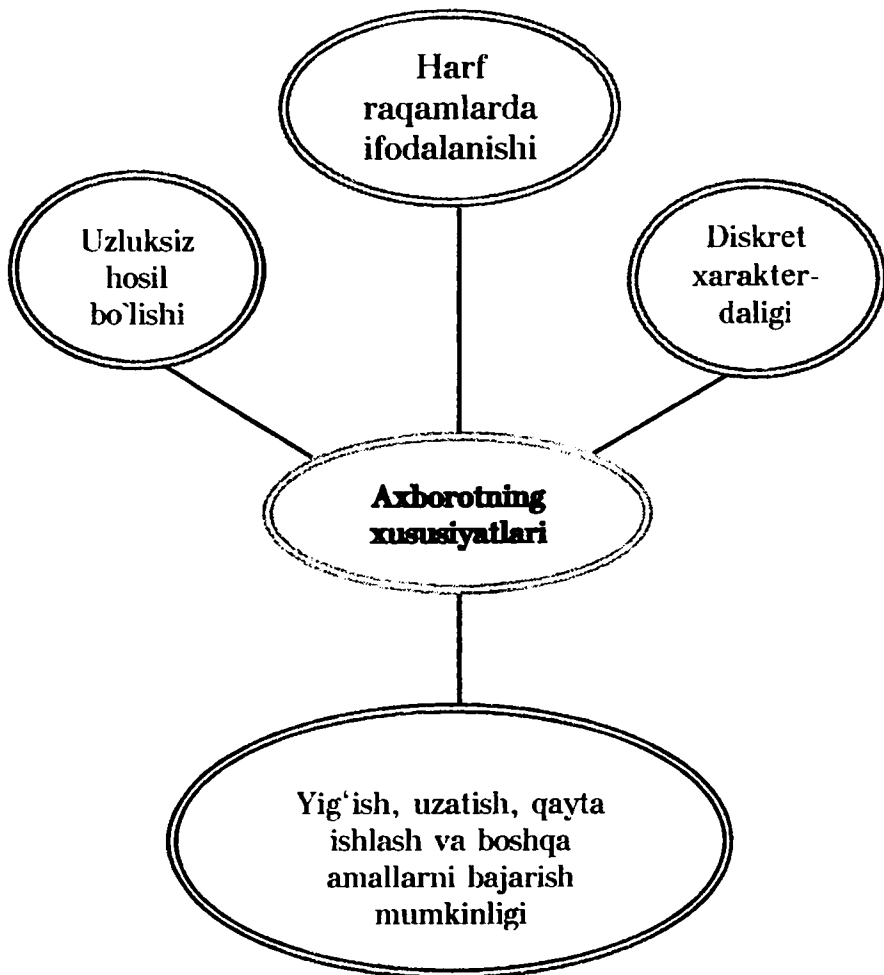 Harf
raqamlarda
ifodalanishi
Uzluksiz
hosil
bo`lishi
Diskret
xarakter-
daligi
Axborotning
xususiyatlari
Yig‘ish, uzatish, qayta
ishlash va boshqa
amallarni bajarish
mumkinligi